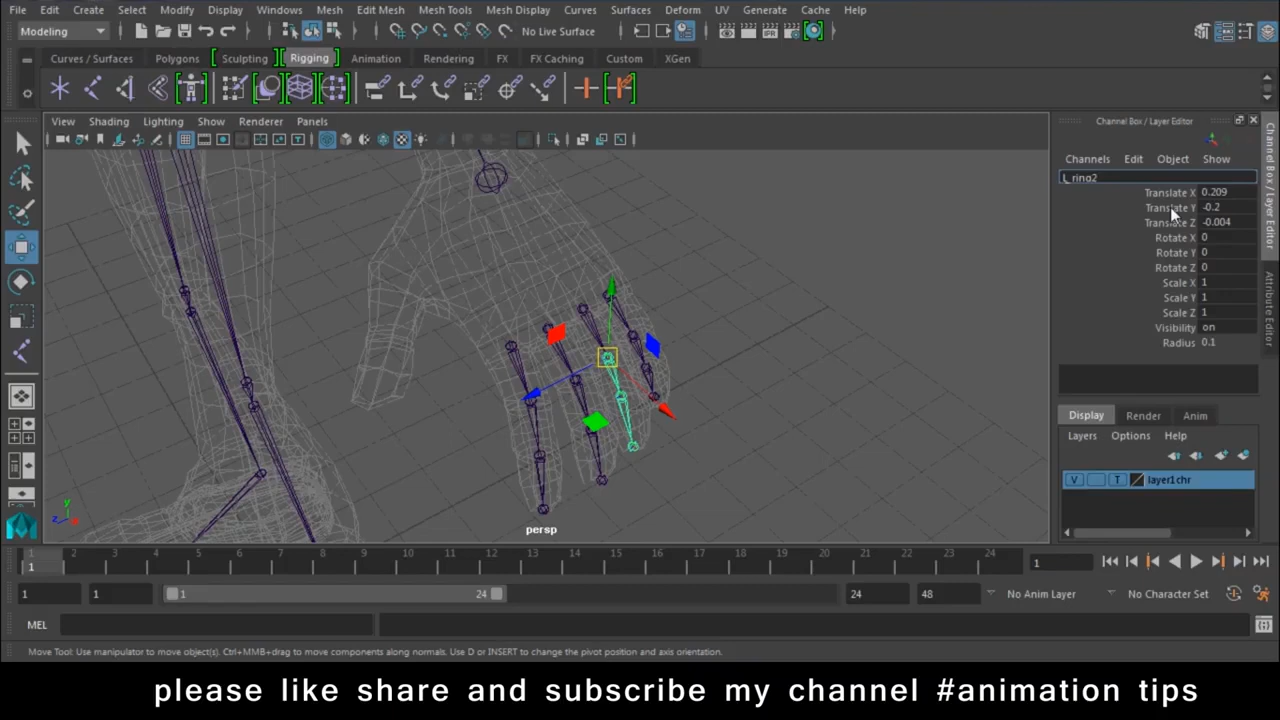 File Edit Create Select Modify Display Windows Mesh Edit Mesh Mesh Tools Mesh Display Curves Surfaces Deform UV Generate Cache Help
Modeling No Live Surface
Curves / Surfaces Polygons Sculpting Rigging Animation Rendering FX FX Caching Custom XGen
View Shading Lighting Show Renderer Panels
Channel Box / Layer Editor
Channels Edit Object Show
L_ring2
Translate X 0.209
Translate Y -0.2
Translate Z -0.004
Rotate X 0
Rotate Y 0
Rotate Z 0
Scale X 1
Scale Y 1
Scale Z 1
Visibility on
Radius 0.1
Channel Box / Layer Editor
Attribute Editor
Display Render Anim
Layers Options Help
V T layer1chr
y
z x
persp
1 2 3 4 5 6 7 8 9 10 11 12 13 14 15 16 17 18 19 20 21 22 23 24
1 1
1 1 1 24 24 48 No Anim Layer No Character Set
MEL
Move Tool: Use manipulator to move object(s). Ctrl+MMB+drag to move components along normals. Use D or INSERT to change the pivot position and axis orientation.
please like share and subscribe my channel #animation tips